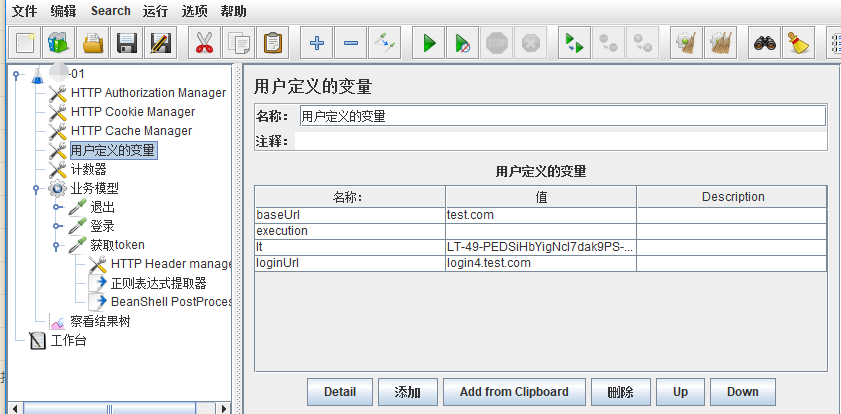 文件 编辑 Search 运行 选项 帮助
-01
HTTP Authorization Manager
HTTP Cookie Manager
HTTP Cache Manager
用户定义的变量
计数器
业务模型
退出
登录
获取token
HTTP Header manage
正则表达式提取器
BeanShell PostProces
察看结果树
工作台
用户定义的变量
名称: 用户定义的变量
注释:
用户定义的变量
名称: 值 Description
baseUrl test.com
execution
lt LT-49-PEDSiHbYigNcl7dak9PS-...
loginUrl login4.test.com
Detail 添加 Add from Clipboard 删除 Up Down